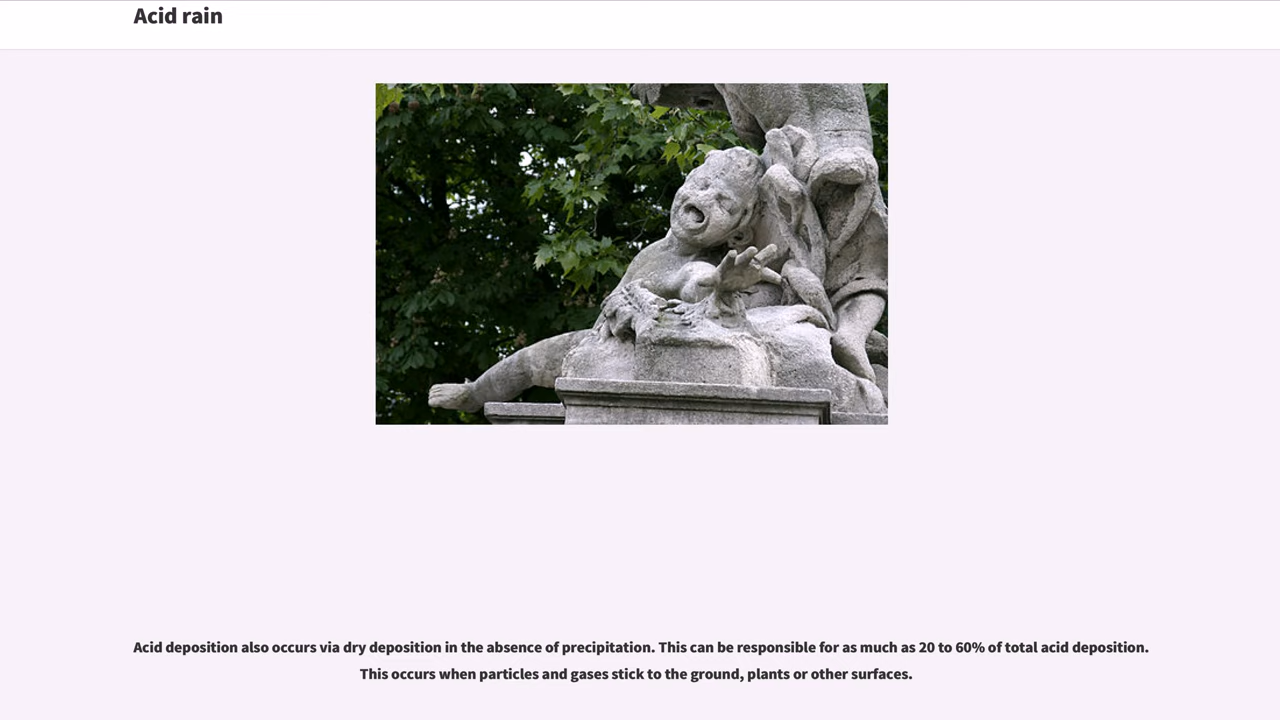 Acid rain
Acid deposition also occurs via dry deposition in the absence of precipitation. This can be responsible for as much as 20 to 60% of total acid deposition.
This occurs when particles and gases stick to the ground, plants or other surfaces.